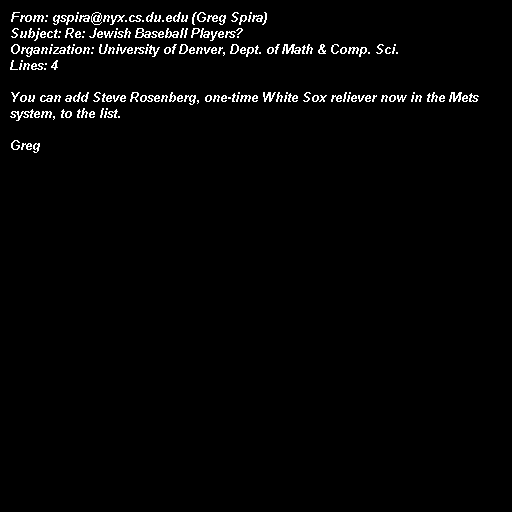 From: gspira@nyx.cs.du.edu (Greg Spira)
Subject: Re: Jewish Baseball Players?
Organization: University of Denver, Dept. of Math & Comp. Sci.
Lines: 4

You can add Steve Rosenberg, one-time White Sox reliever now in the Mets
system, to the list.

Greg